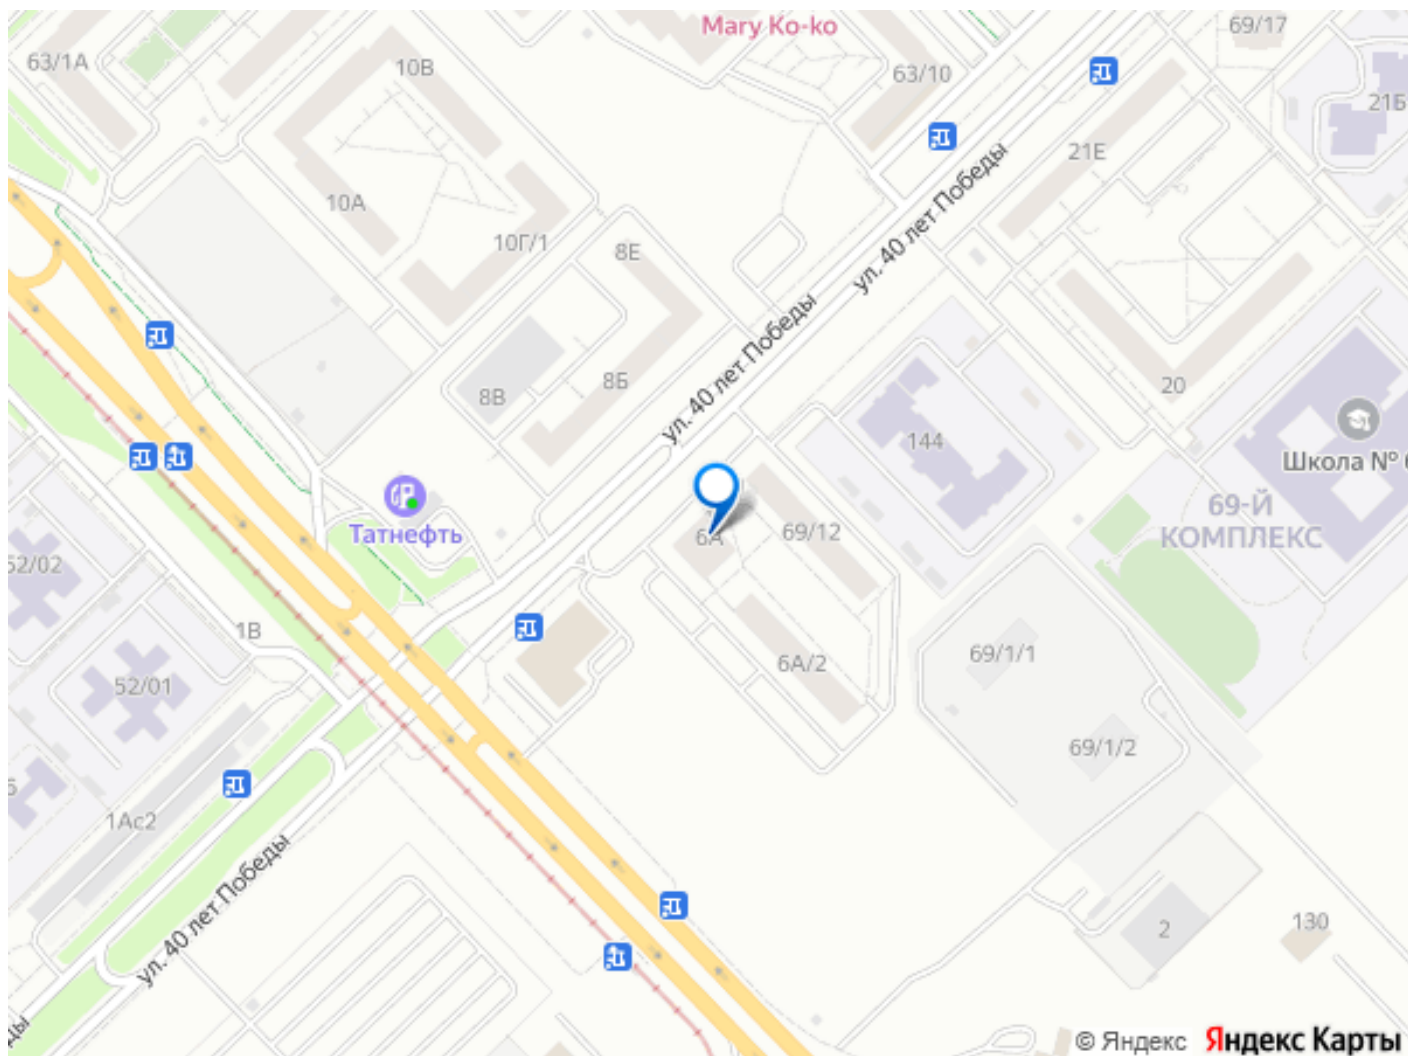 Mary Ko-ko
69/17
63/1А
10В
63/10
21Б
21Е
10А
ул. 40 лет Победы
10Г/1
8Е
ул. 40 лет Победы
8Б
8В
20
144
Школа №
69-Й
КОМПЛЕКС
Татнефть
6А
69/12
52/02
1В
69/1/1
6А/2
52/01
69/1/2
1Ас2
ул. 40 лет Победы
2
130
© Яндекс Яндекс Карты